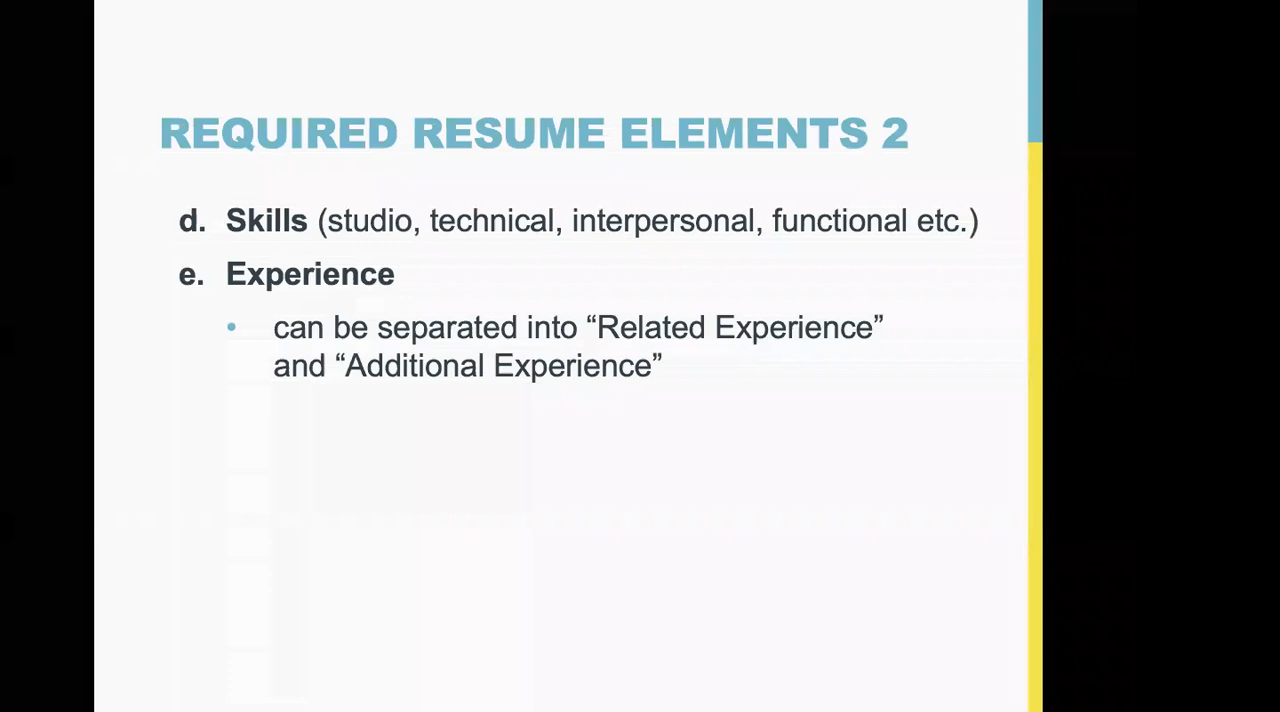 REQUIRED RESUME ELEMENTS 2
d. Skills (studio, technical, interpersonal, functional etc.)
e. Experience
• can be separated into “Related Experience”
and “Additional Experience”